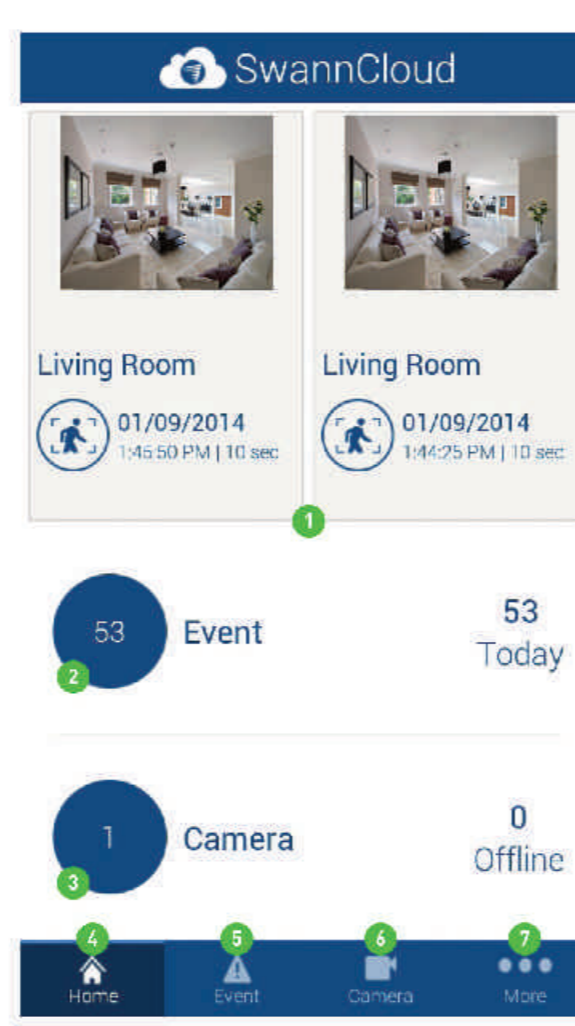 SwannCloud
Living Room
01/09/2014
1:45:50 PM | 10 sec
Living Room
01/09/2014
1:44:25 PM | 10 sec
1
53
Event
53
Today
2
1
Camera
0
Offline
3
4
5
6
7
Home
Event
Camera
More